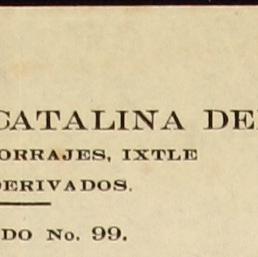 CATALINA DE
ORRAJES, IXTLE
DERIVADOS.
DO No. 99.